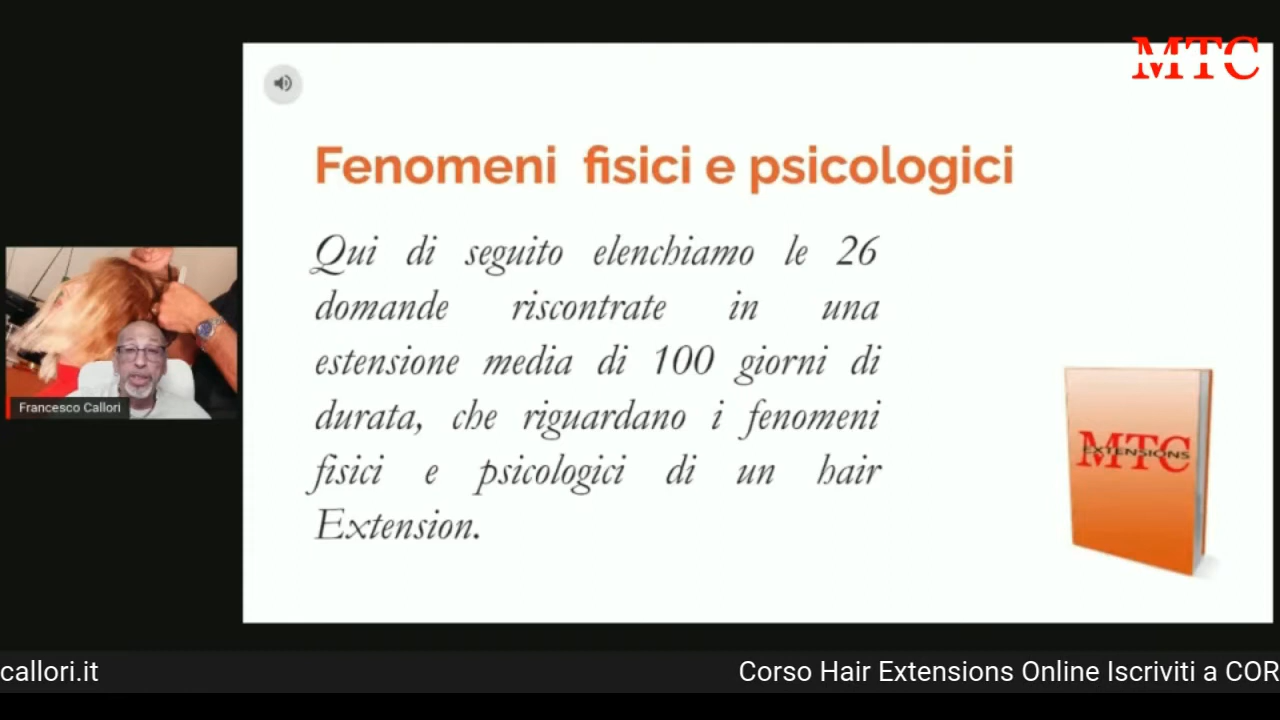 MTC
Fenomeni fisici e psicologici
Qui di seguito elenchiamo le 26
domande riscontrate in una
estensione media di 100 giorni di
durata, che riguardano i fenomeni
fisici e psicologici di un hair
Extension.
MTC
EXTENSIONS
Francesco Callori
callori.it
Corso Hair Extensions Online Iscriviti a COR